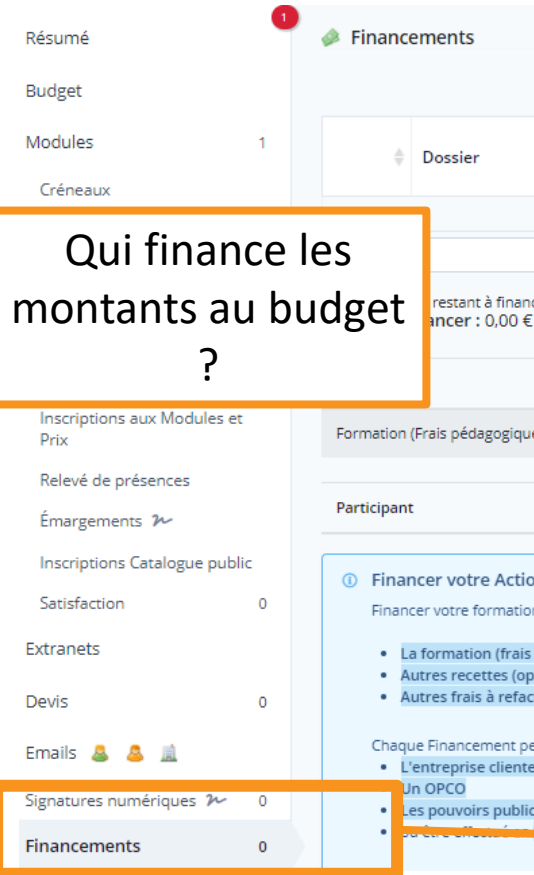 1
Résumé
Financements
Budget
Modules 1
Dossier
Créneaux
Qui finance les
montants au budget
?
restant à finan
ancer : 0,00 €
Inscriptions aux Modules et
Prix
Formation (Frais pédagogique
Relevé de présences
Participant
Émargements
Inscriptions Catalogue public
Satisfaction 0
Extranets
Devis 0
Emails
Signatures numériques 0
Financements 0
Financer votre Actio
Financer votre formation
La formation (frais
Autres recettes (op
Autres frais à refac
Chaque Financement pe
L'entreprise cliente
Un OPCO
Les pouvoirs public